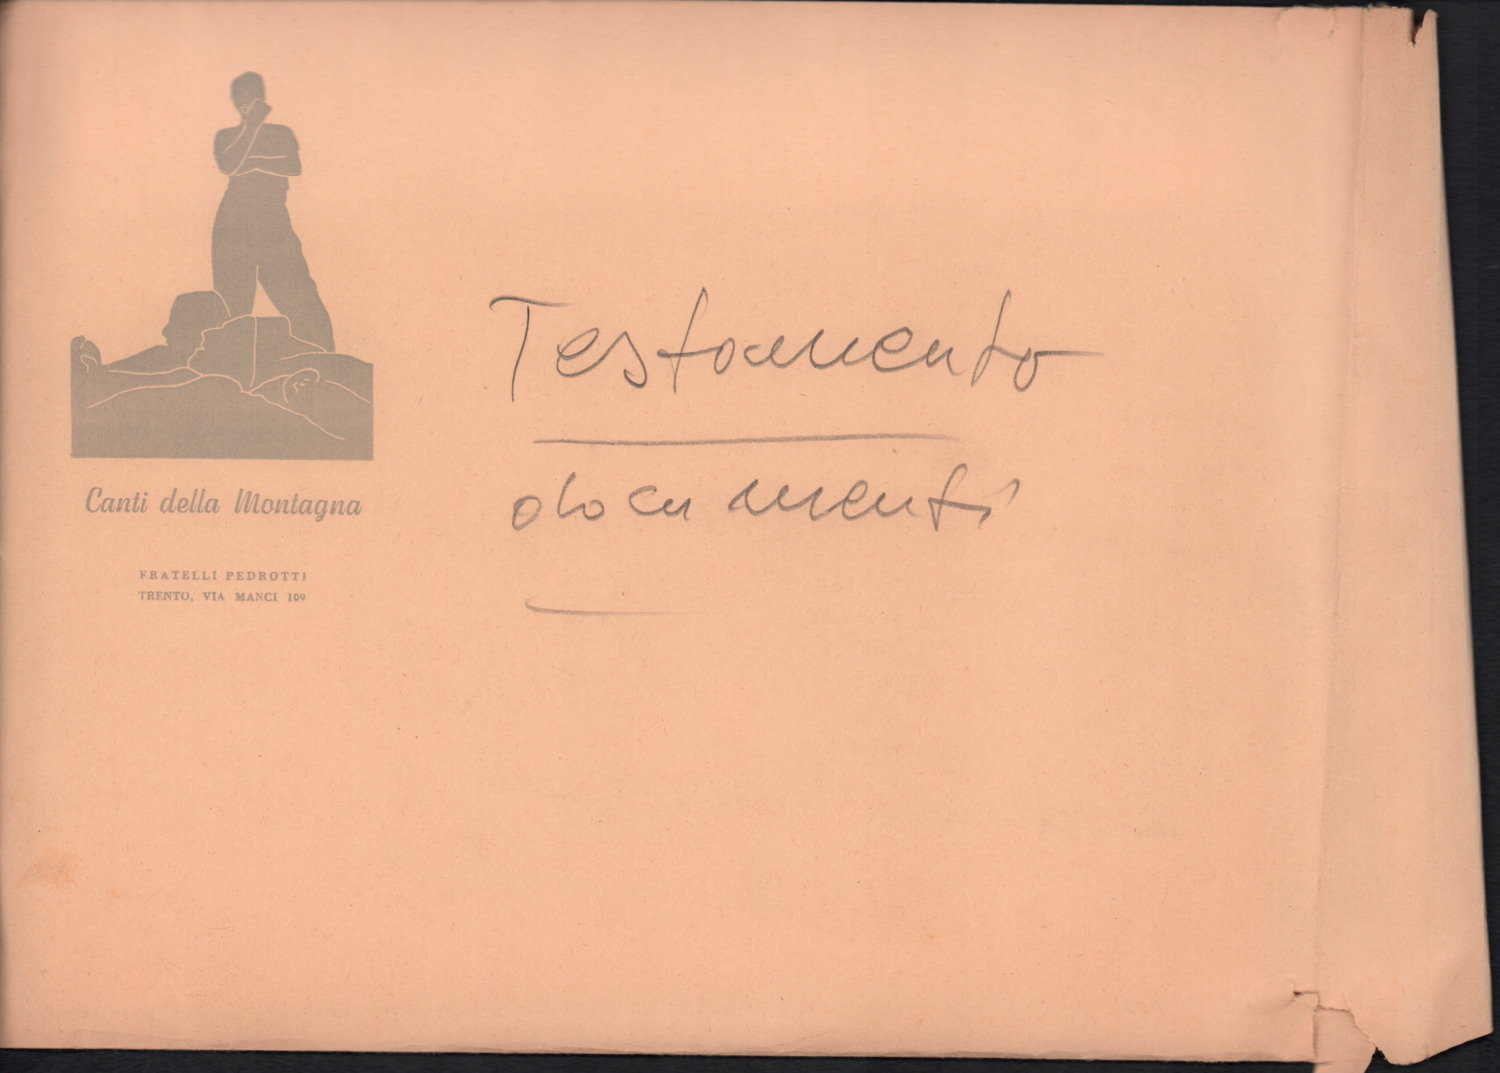 Canti della Montagna
FRATELLI PEDROTTI
TRENTO, VIA MANCI 109
Testamento
documenti